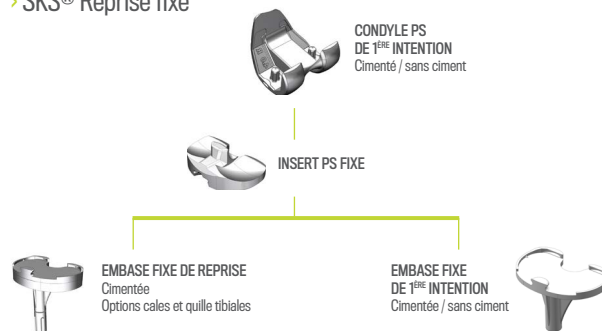 › SKS® Reprise fixe
CONDYLE PS
DE 1ÈRE INTENTION
Cimenté / sans ciment
INSERT PS FIXE
EMBASE FIXE DE REPRISE
Cimentée
Options cales et quille tibiales
EMBASE FIXE
DE 1ÈRE INTENTION
Cimentée / sans ciment